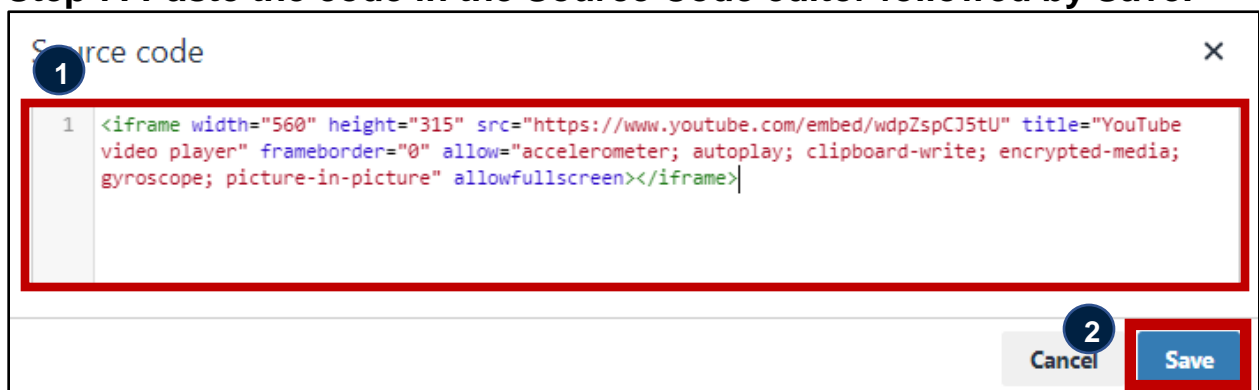 Source code
×
1
1 <iframe width="560" height="315" src="https://www.youtube.com/embed/wdpZspCJ5tU" title="YouTube
video player" frameborder="0" allow="accelerometer; autoplay; clipboard-write; encrypted-media;
gyroscope; picture-in-picture" allowfullscreen></iframe>
2
Cancel Save